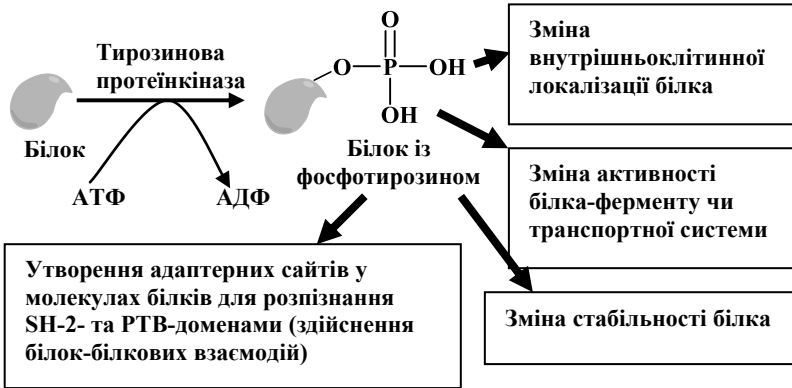 Тирозинова
протеїнкіназа
Білок
АТФ
АДФ
O
O
P
OH
OH
Білок із
фосфотирозином
Зміна
внутрішньоклітинної
локалізації білка
Зміна активності
білка-ферменту чи
транспортної системи
Утворення адаптерних сайтів у
молекулах білків для розпізнання
SH-2- та PTB-доменами (здійснення
білок-білкових взаємодій)
Зміна стабільності білка